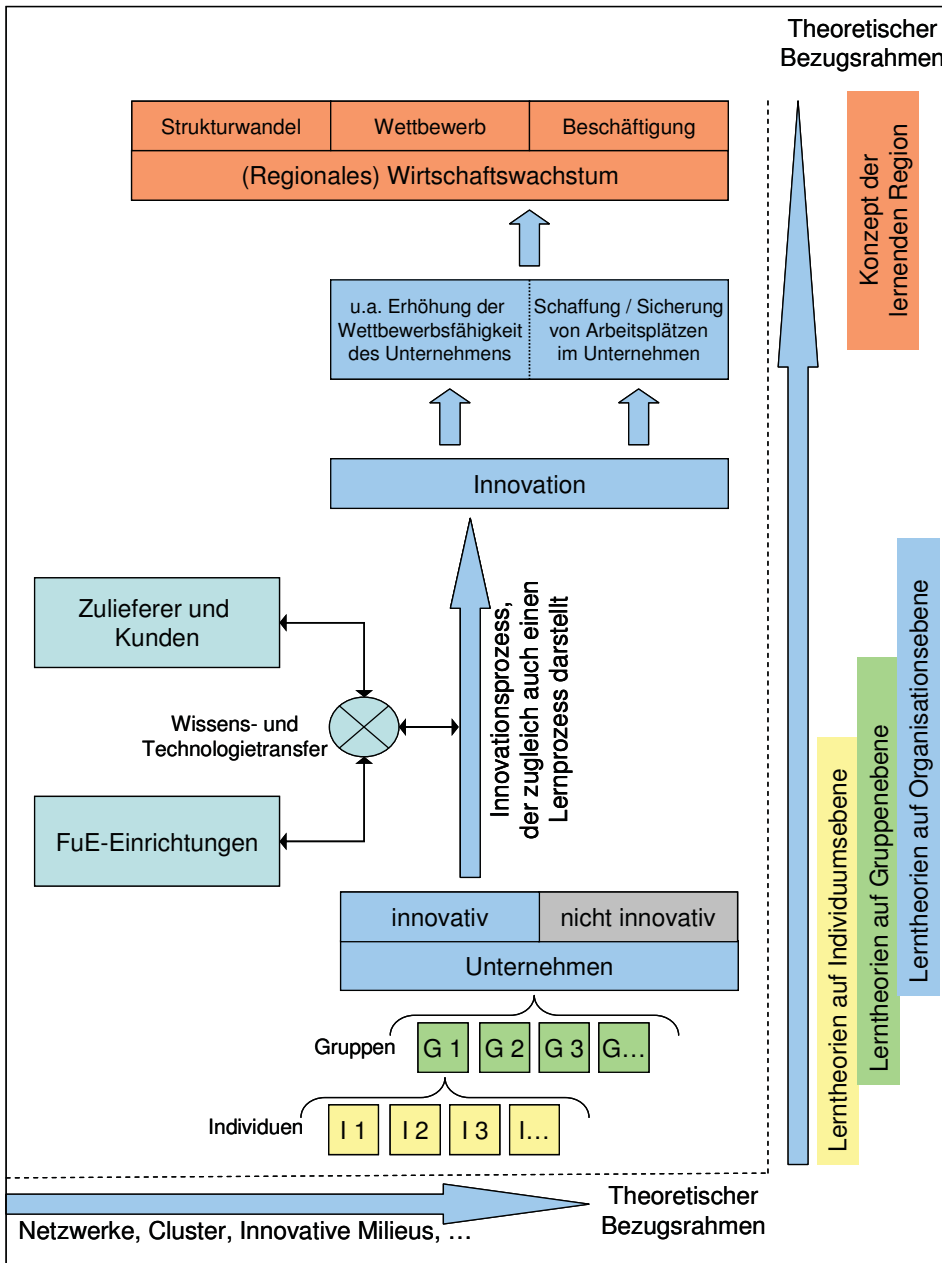 Theoretischer
Bezugsrahmen
Strukturwandel
Wettbewerb
Beschäftigung
(Regionales) Wirtschaftswachstum
Konzept der
lernenden Region
u.a. Erhöhung der
Wettbewerbsfähigkeit
des Unternehmens
Schaffung / Sicherung
von Arbeitsplätzen
im Unternehmen
Innovation
Zulieferer und
Kunden
Wissens- und
Technologietransfer
FuE-Einrichtungen
Innovationsprozess,
der zugleich auch einen
Lernprozess darstellt
innovativ
nicht innovativ
Unternehmen
Gruppen
G 1
G 2
G 3
G...
Individuen
I 1
I 2
I 3
I...
Lerntheorien auf Individuumsebene
Lerntheorien auf Gruppenebene
Lerntheorien auf Organisationsebene
Theoretischer
Bezugsrahmen
Netzwerke, Cluster, Innovative Milieus, …